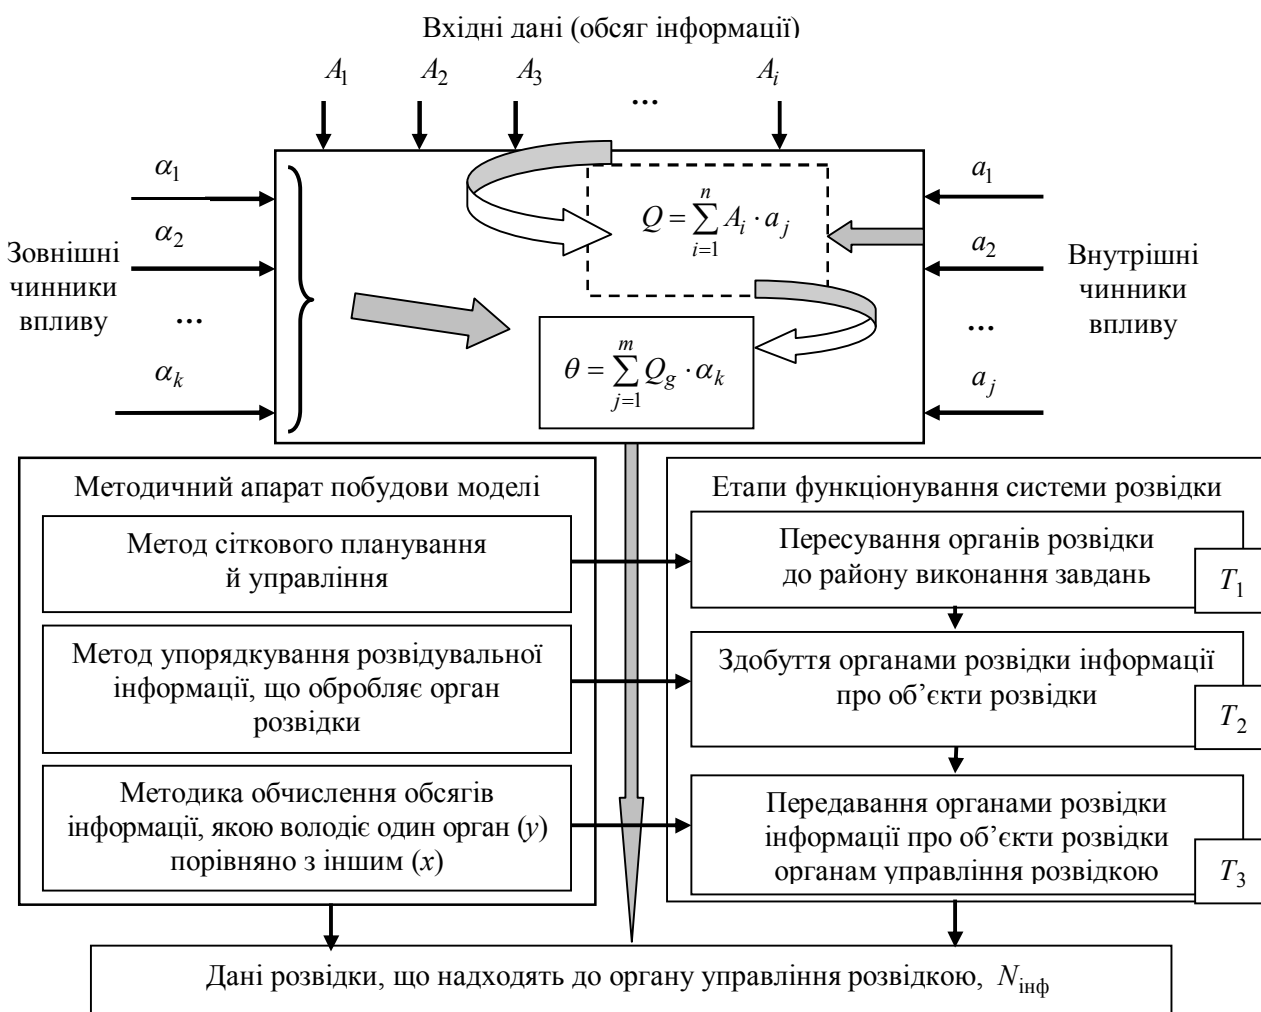 Вхідні дані (обсяг інформації)
A₁ A₂ A₃ ... Aᵢ
α₁
α₂
...
αₖ
Зовнішні
чинники
впливу
Q = ∑ᵢ₌₁ⁿ Aᵢ · aⱼ
θ = ∑ⱼ₌₁ᵐ Q_g · αₖ
a₁
a₂
...
aⱼ
Внутрішні
чинники
впливу
Методичний апарат побудови моделі
Метод сіткового планування
й управління
Метод упорядкування розвідувальної
інформації, що обробляє орган
розвідки
Методика обчислення обсягів
інформації, якою володіє один орган (y)
порівняно з іншим (x)
Етапи функціонування системи розвідки
Пересування органів розвідки
до району виконання завдань
T₁
Здобуття органами розвідки інформації
про об’єкти розвідки
T₂
Передавання органами розвідки
інформації про об’єкти розвідки
органам управління розвідкою
T₃
Дані розвідки, що надходять до органу управління розвідкою, N_інф